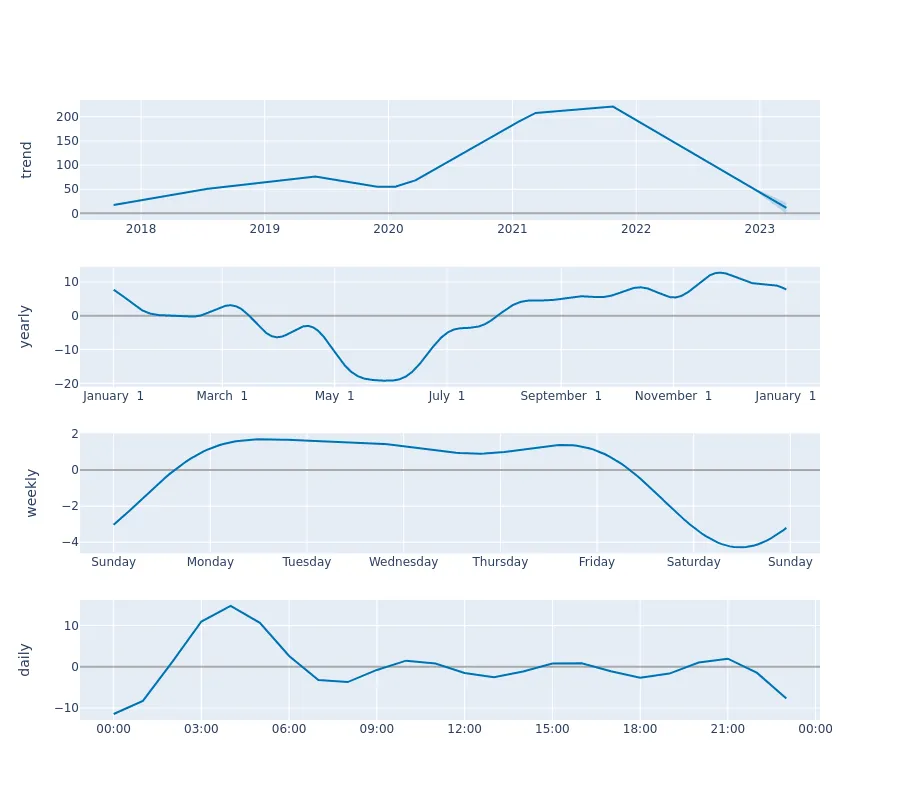 trend
200
150
100
50
0
2018 2019 2020 2021 2022 2023
yearly
10
0
−10
−20
January 1 March 1 May 1 July 1 September 1 November 1 January 1
weekly
2
0
−2
−4
Sunday Monday Tuesday Wednesday Thursday Friday Saturday Sunday
daily
10
0
−10
00:00 03:00 06:00 09:00 12:00 15:00 18:00 21:00 00:00